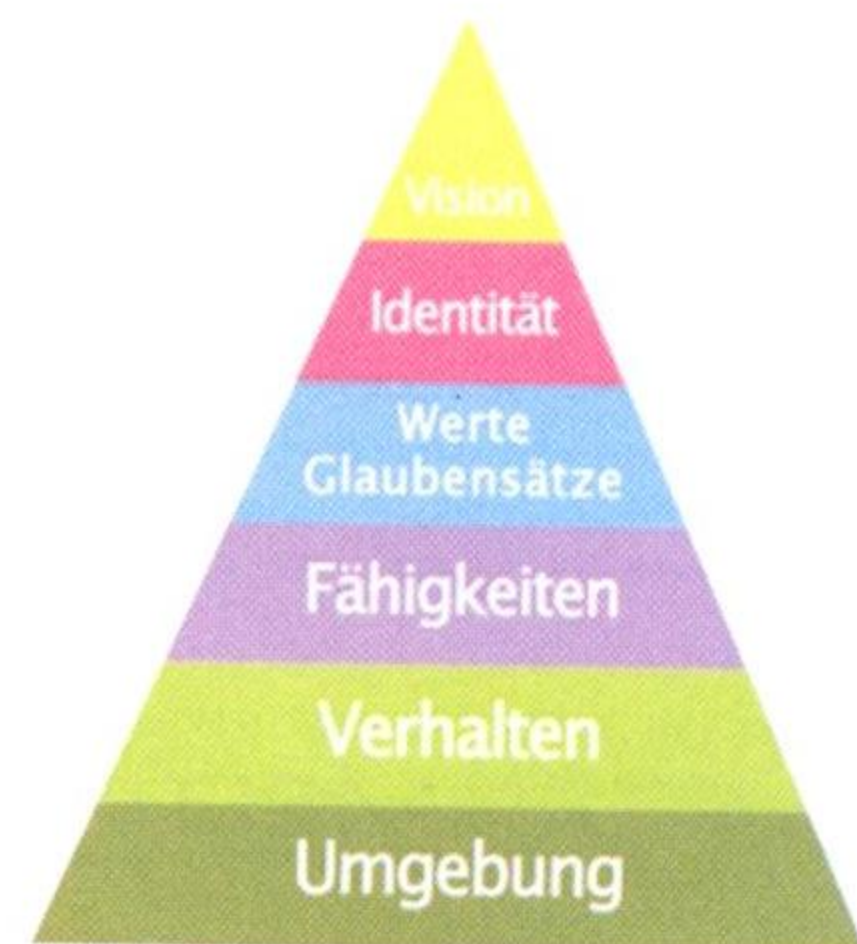 Vision
Identität
Werte
Glaubensätze
Fähigkeiten
Verhalten
Umgebung